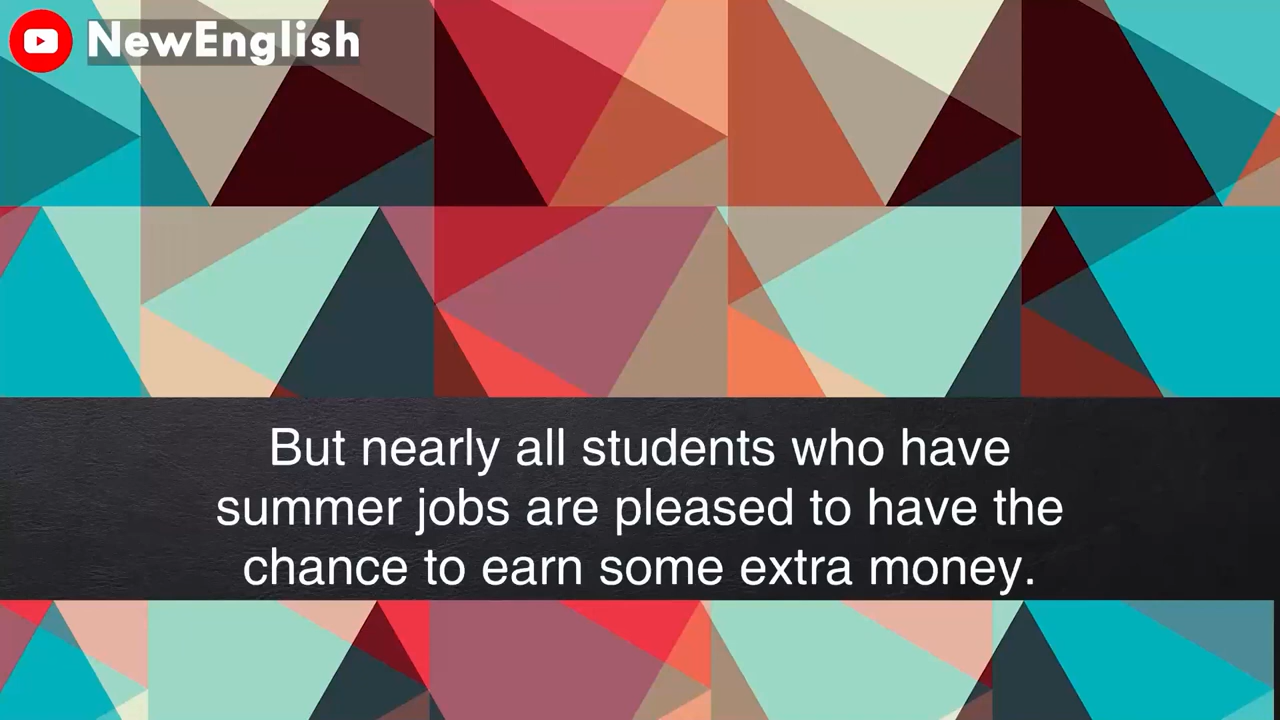 NewEnglish
But nearly all students who have
summer jobs are pleased to have the
chance to earn some extra money.